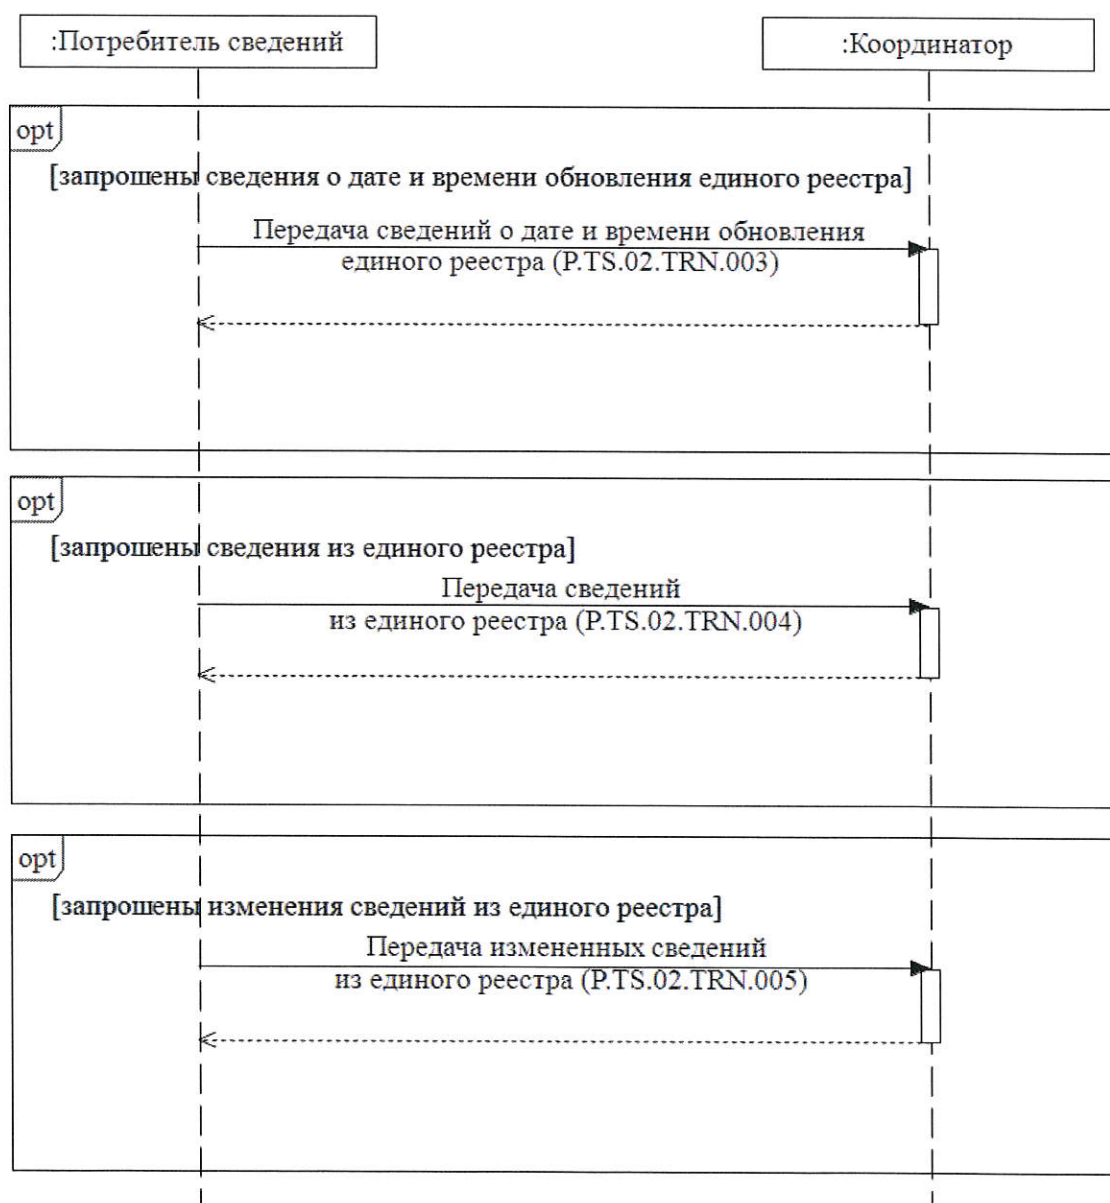 :Потребитель сведений
:Координатор
opt
[запрошены сведения о дате и времени обновления единого реестра]
Передача сведений о дате и времени обновления
единого реестра (P.TS.02.TRN.003)
opt
[запрошены сведения из единого реестра]
Передача сведений
из единого реестра (P.TS.02.TRN.004)
opt
[запрошены изменения сведений из единого реестра]
Передача измененных сведений
из единого реестра (P.TS.02.TRN.005)